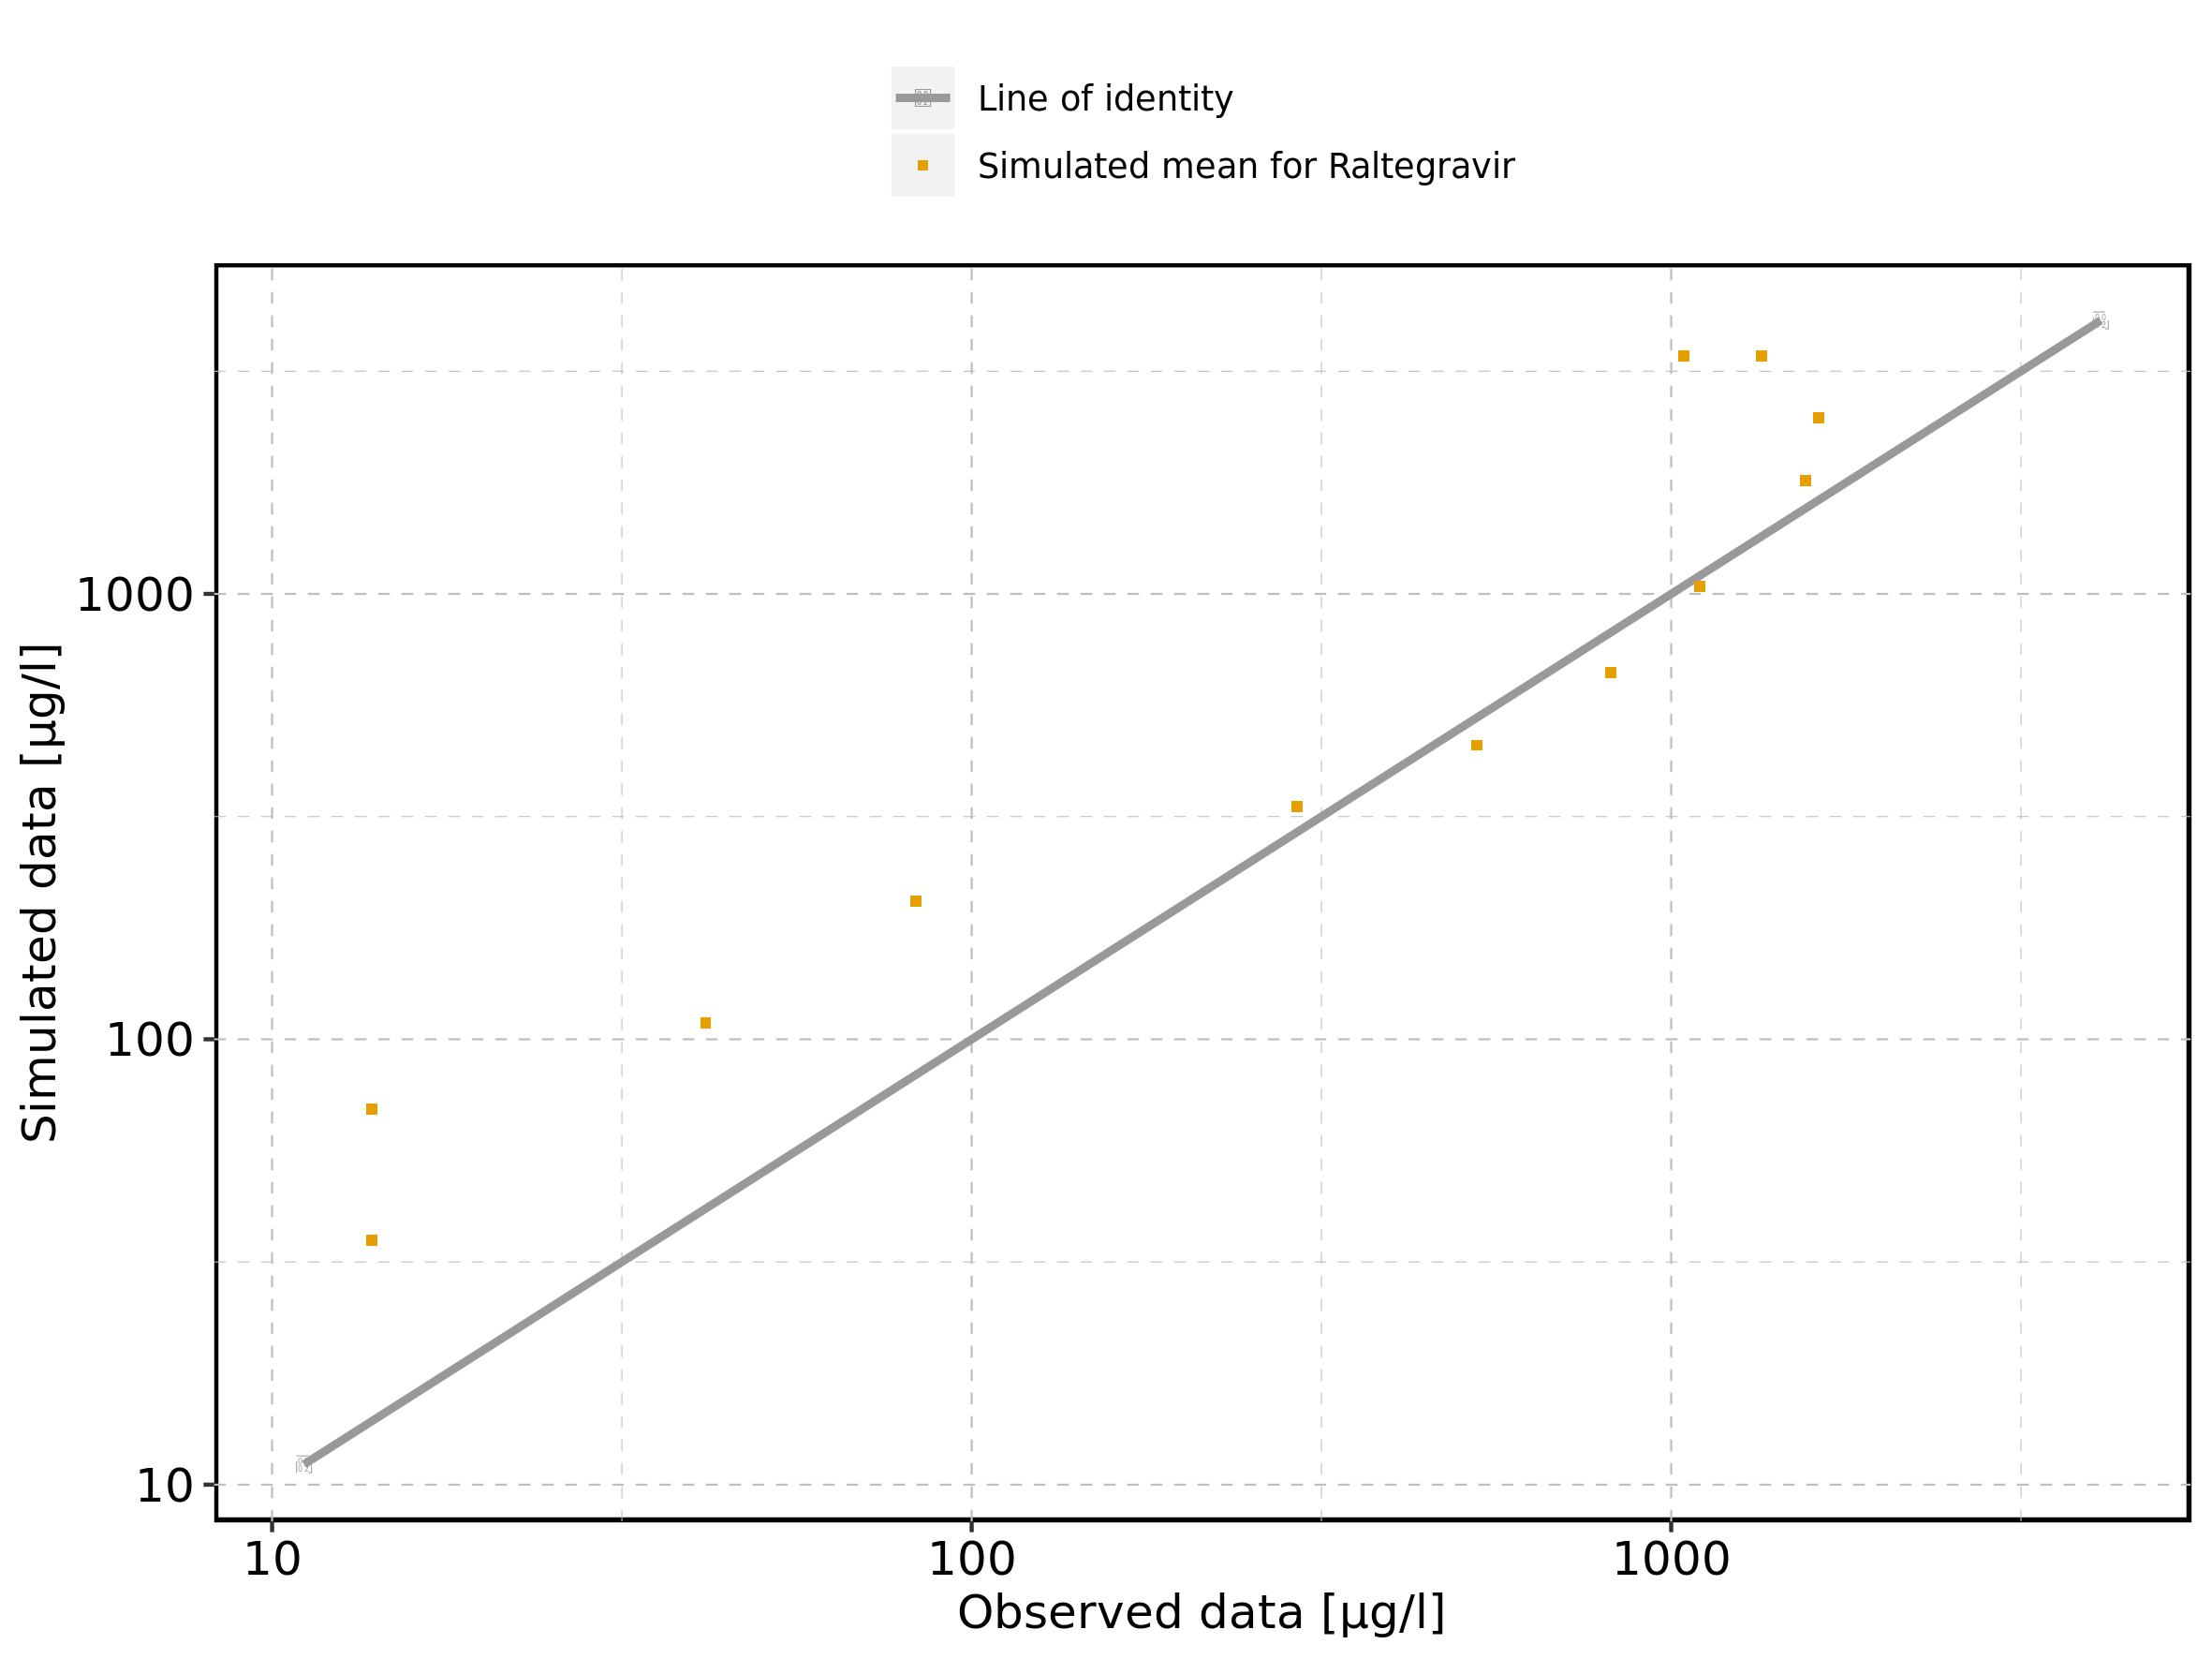 Line of identity
Simulated mean for Raltegravir
Simulated data [µg/l]
1000
100
10
10 100 1000
Observed data [µg/l]